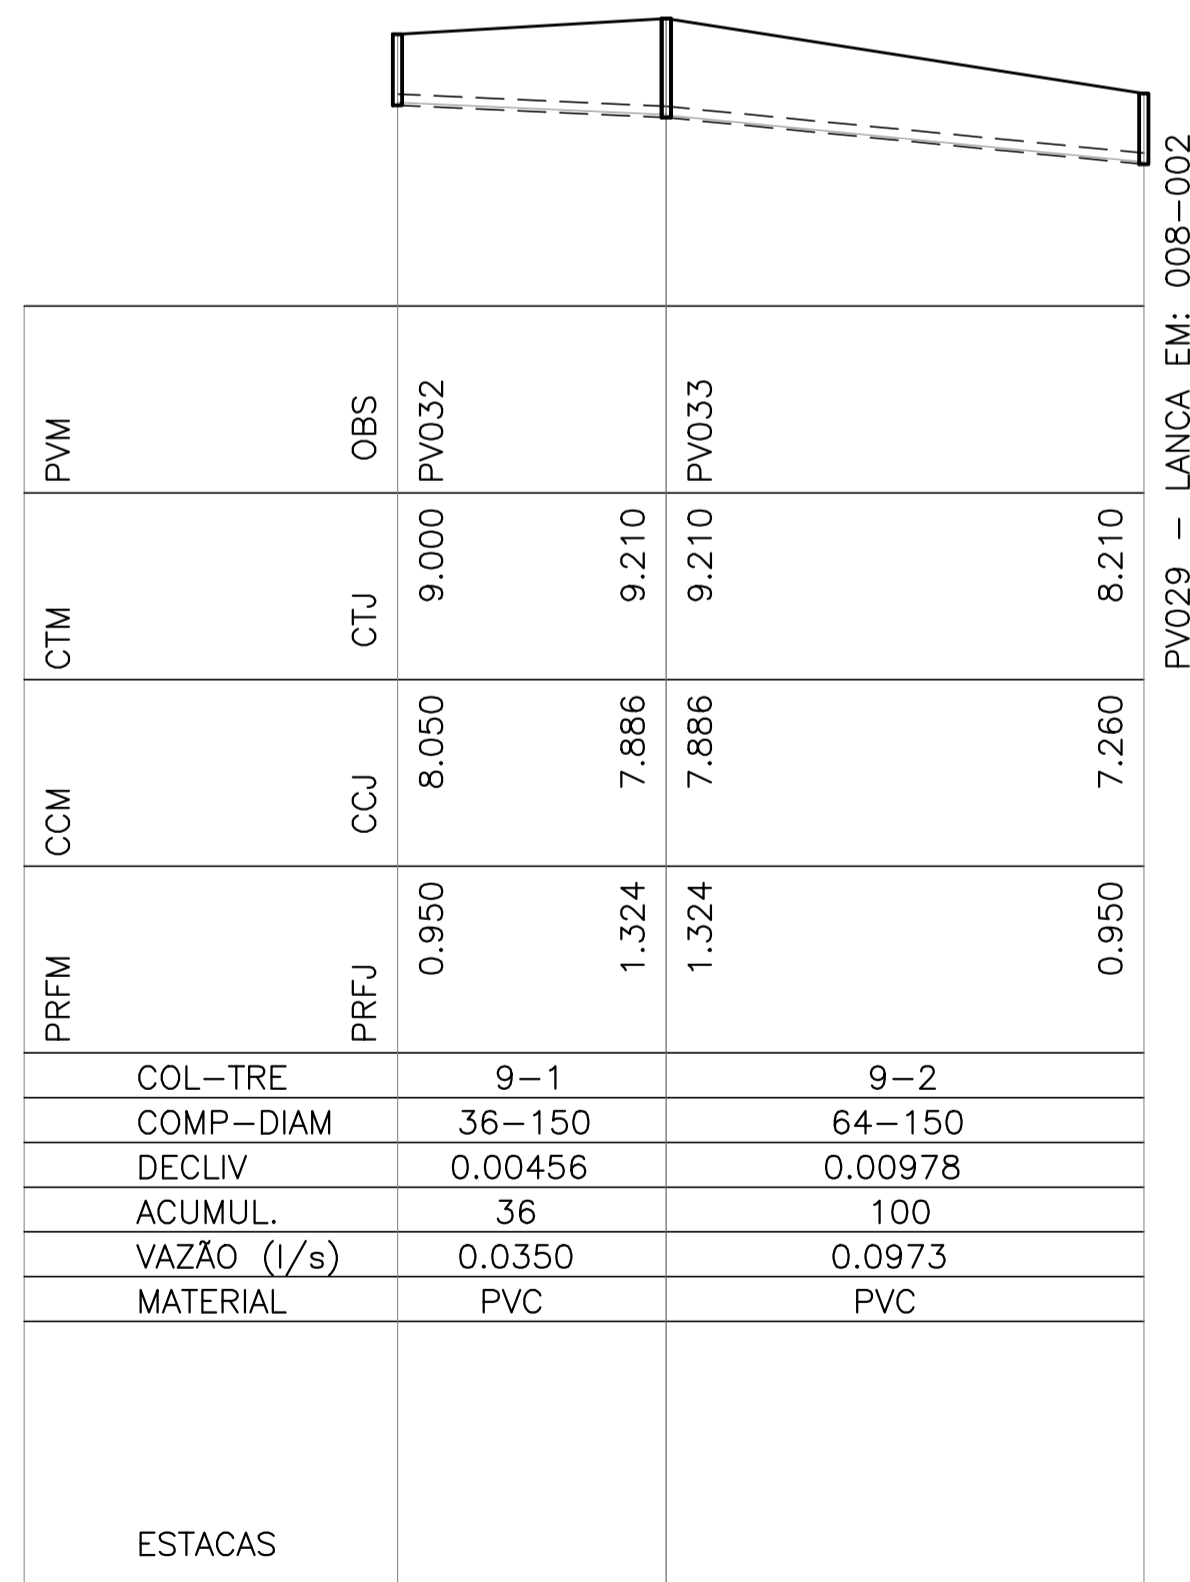 PVM OBS PV032 PV033
CTM CTJ 9.000 9.210 9.210 8.210
CCM CCJ 8.050 7.886 7.886 7.260
PRFM PRFJ 0.950 1.324 1.324 0.950
COL-TRE 9-1 9-2
COMP-DIAM 36-150 64-150
DECLIV 0.00456 0.00978
ACUMUL. 36 100
VAZÃO (l/s) 0.0350 0.0973
MATERIAL PVC PVC
ESTACAS
PV029 - LANCA EM: 008-002